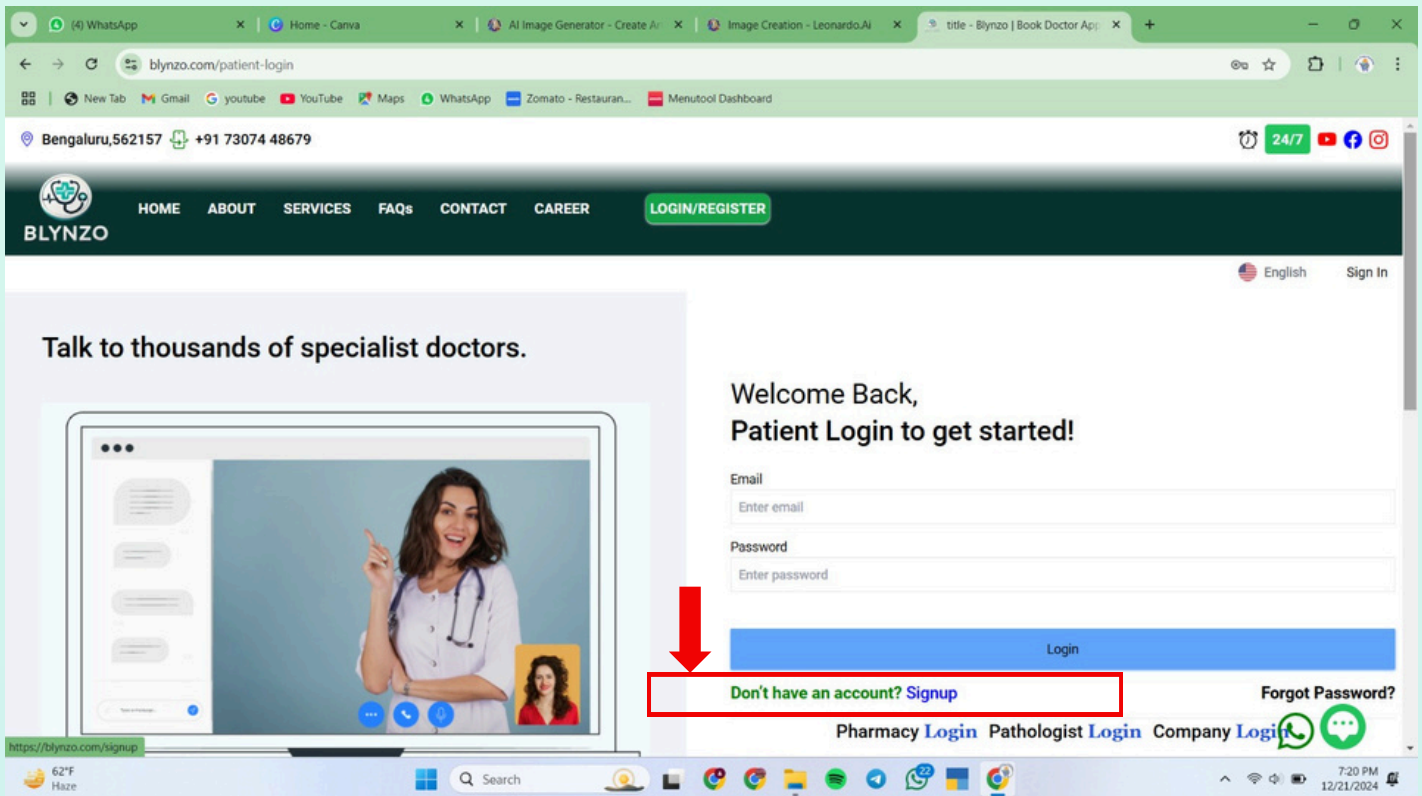 (4) WhatsApp
Home - Canva
AI Image Generator - Create Ar
Image Creation - Leonardo.Ai
title - Blynzo | Book Doctor App
blynzo.com/patient-login
New Tab
Gmail
youtube
YouTube
Maps
WhatsApp
Zomato - Restauran...
Menutool Dashboard
Bengaluru,562157 +91 73074 48679
24/7
BLYNZO
HOME ABOUT SERVICES FAQs CONTACT CAREER LOGIN/REGISTER
English Sign In
Talk to thousands of specialist doctors.
Welcome Back,
Patient Login to get started!
Email
Enter email
Password
Enter password
Login
Don't have an account? Signup
Forgot Password?
Pharmacy Login Pathologist Login Company Login
https://blynzo.com/signup
62°F
Haze
Search
22
7:20 PM
12/21/2024